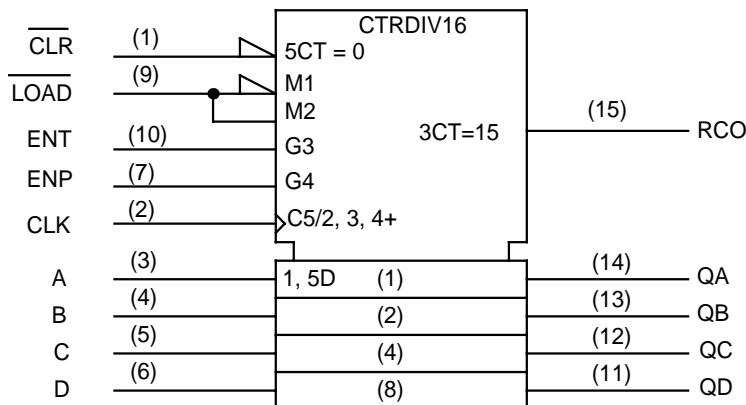 CTRDIV16
CLR (1) 5CT = 0
LOAD (9) M1
M2
ENT (10) G3 3CT=15 (15) RCO
ENP (7) G4
CLK (2) C5/2, 3, 4+
A (3) 1, 5D (1) (14) QA
B (4) (2) (13) QB
C (5) (4) (12) QC
D (6) (8) (11) QD